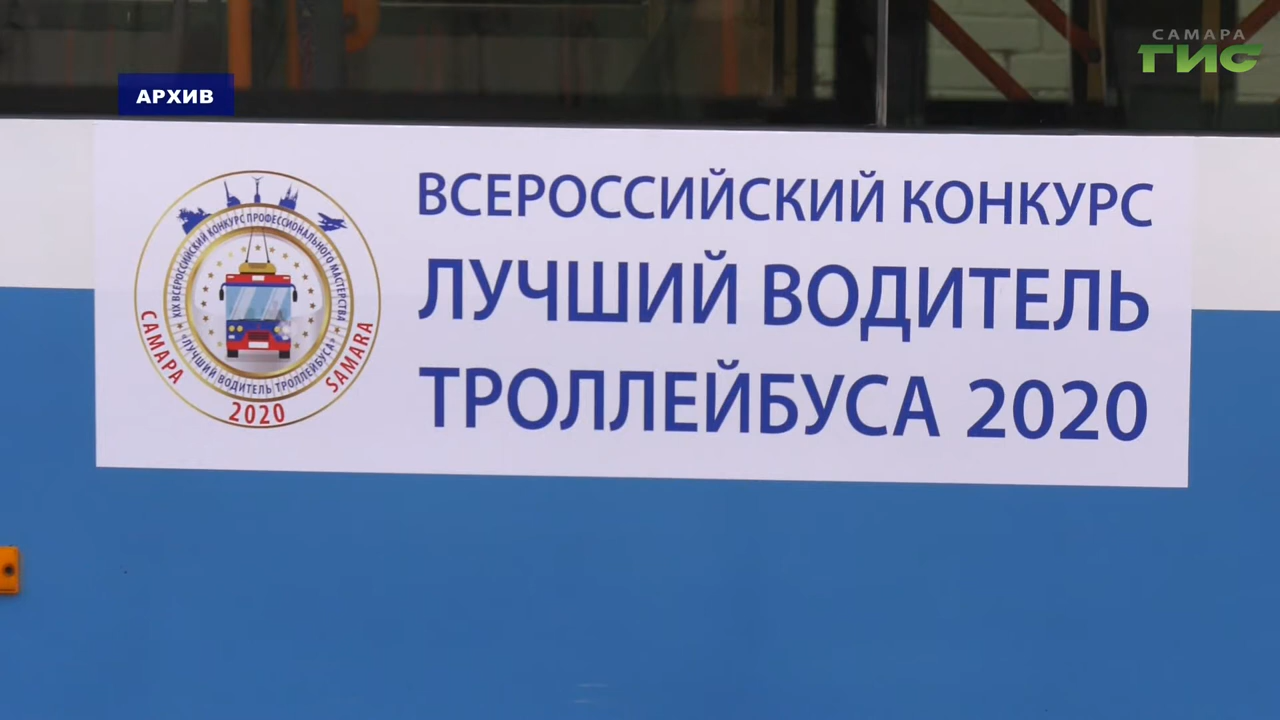 САМАРА
ГИС
АРХИВ
ВСЕРОССИЙСКИЙ КОНКУРС
ЛУЧШИЙ ВОДИТЕЛЬ
ТРОЛЛЕЙБУСА 2020
XIX ВСЕРОССИЙСКИЙ КОНКУРС ПРОФЕССИОНАЛЬНОГО МАСТЕРСТВА
«ЛУЧШИЙ ВОДИТЕЛЬ ТРОЛЛЕЙБУСА»
САМАРА
2020
SAMARA